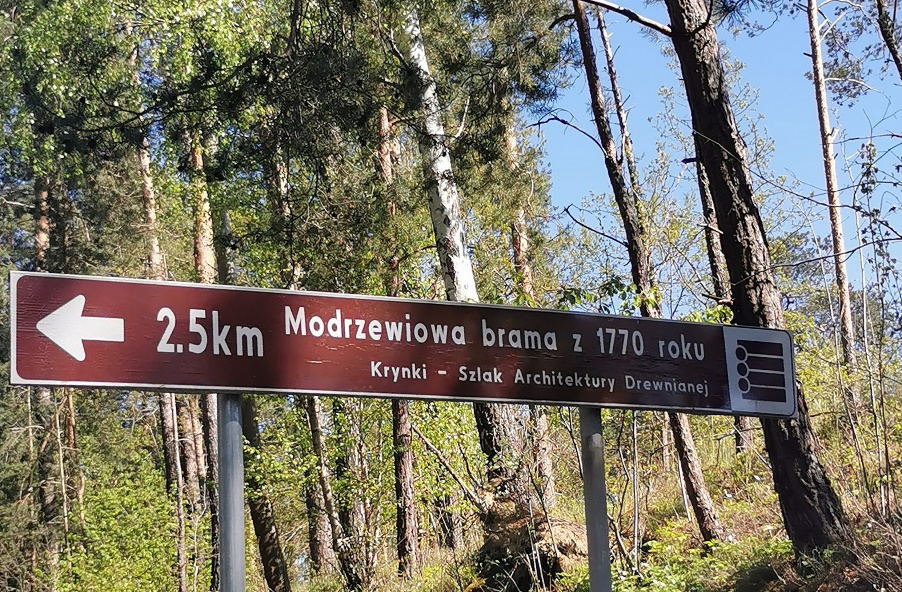 2.5km Modrzewiowa brama z 1770 roku
Krynki - Szlak Architektury Drewnianej